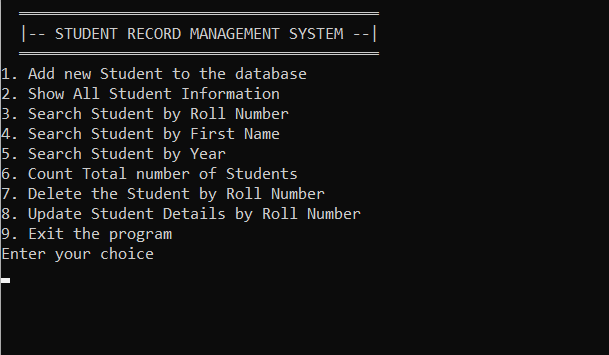 |-- STUDENT RECORD MANAGEMENT SYSTEM --|
1. Add new Student to the database
2. Show All Student Information
3. Search Student by Roll Number
4. Search Student by First Name
5. Search Student by Year
6. Count Total number of Students
7. Delete the Student by Roll Number
8. Update Student Details by Roll Number
9. Exit the program
Enter your choice